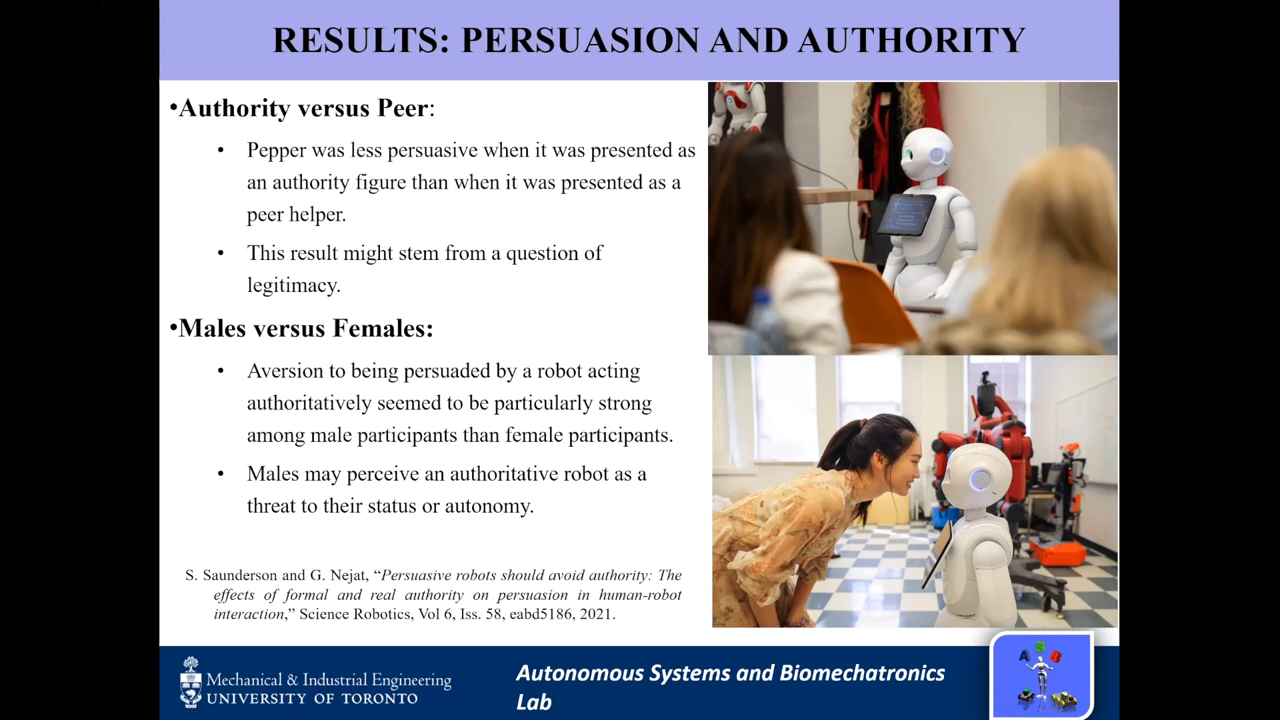 RESULTS: PERSUASION AND AUTHORITY
•Authority versus Peer:
• Pepper was less persuasive when it was presented as
an authority figure than when it was presented as a
peer helper.
• This result might stem from a question of
legitimacy.
•Males versus Females:
• Aversion to being persuaded by a robot acting
authoritatively seemed to be particularly strong
among male participants than female participants.
• Males may perceive an authoritative robot as a
threat to their status or autonomy.
S. Saunderson and G. Nejat, “Persuasive robots should avoid authority: The
effects of formal and real authority on persuasion in human-robot
interaction,” Science Robotics, Vol 6, Iss. 58, eabd5186, 2021.
Mechanical & Industrial Engineering
UNIVERSITY OF TORONTO
Autonomous Systems and Biomechatronics
Lab
A S B